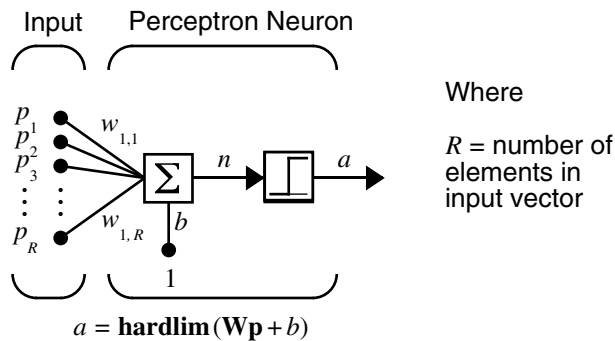 Input Perceptron Neuron
p1
p2
p3
pR
w1,1
w1, R
Σ
n
a
b
1
Where
R = number of
elements in
input vector
a = hardlim (Wp + b)